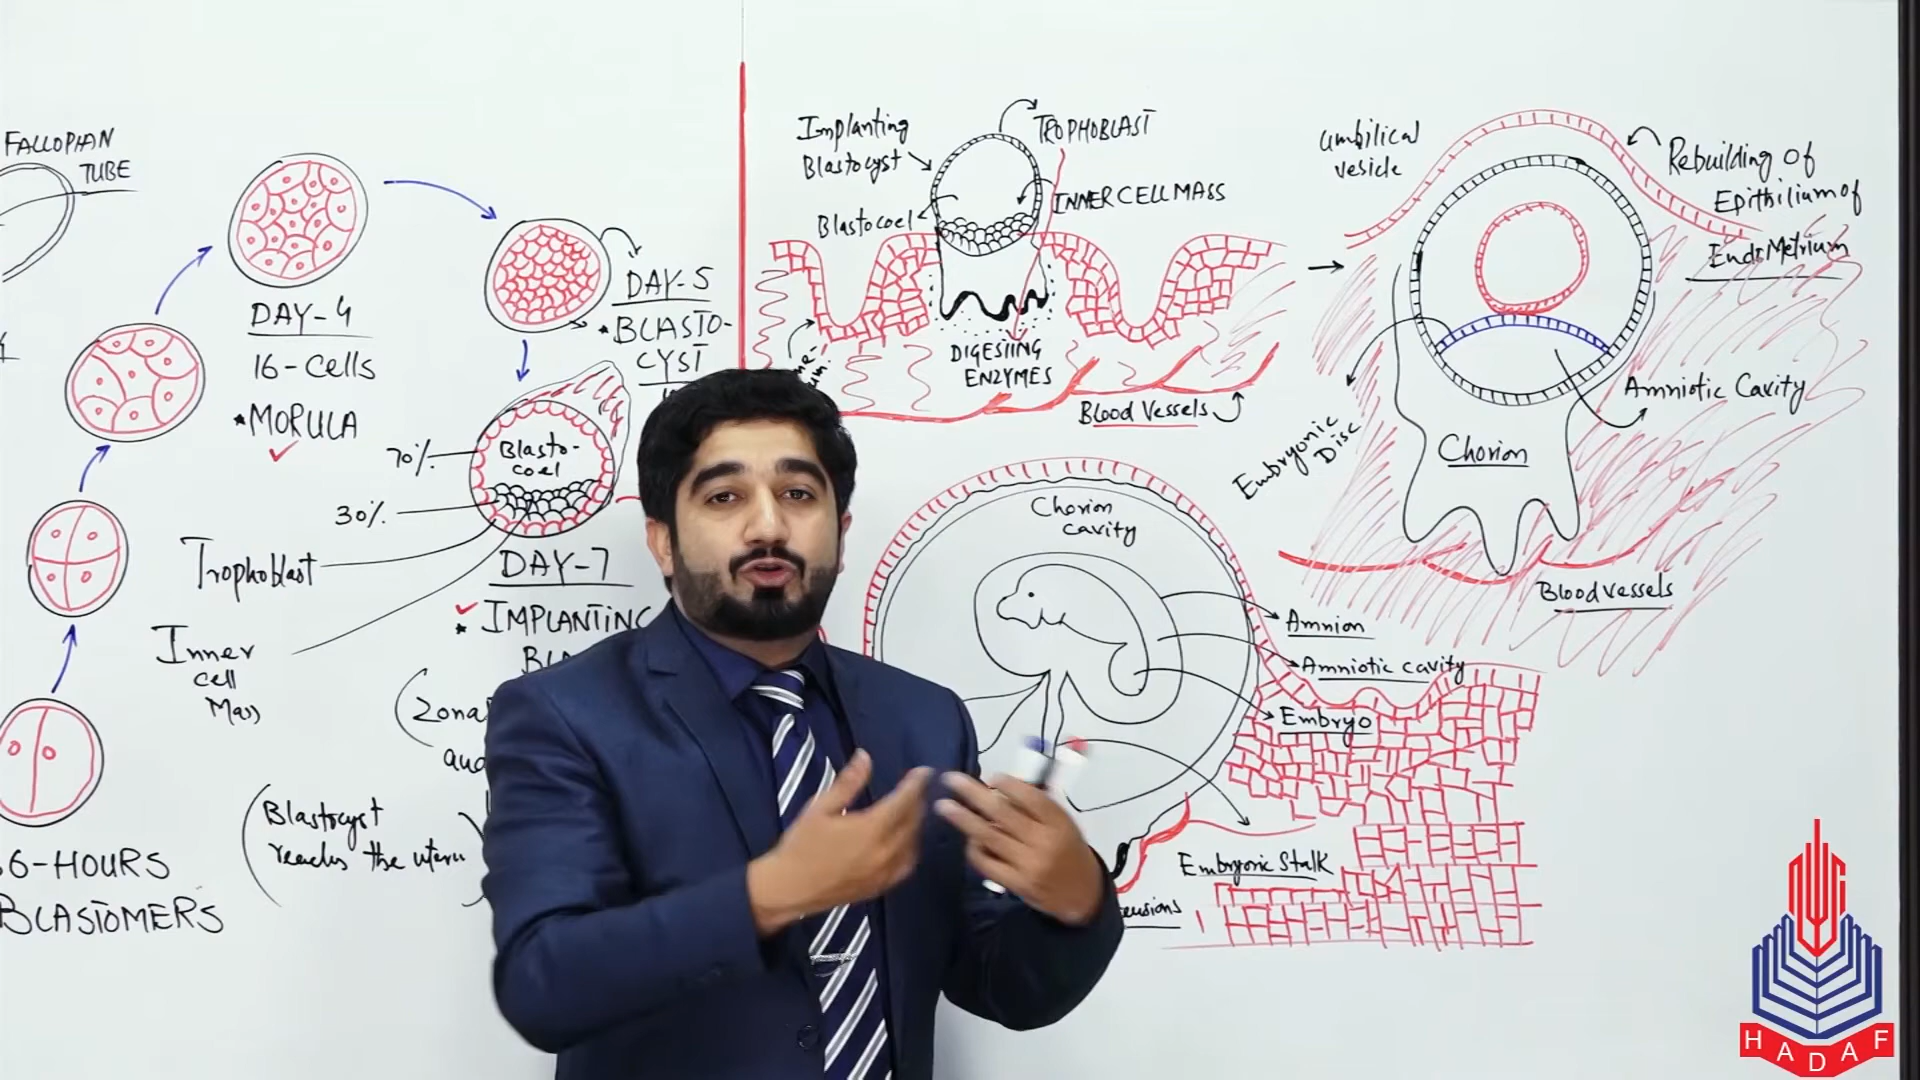 FALLOPIAN
TUBE
DAY-4
16-Cells
*MORULA
DAY-5
*BLASTO-
CYST
70%
30%
Blasto-
coel
Trophoblast
Inner
cell
Mass
DAY-7
* IMPLANTING
(Zona
(Blastocyst
reaches the uterus
6-HOURS
BLASTOMERS
Implanting
Blastocyst
TROPHOBLAST
INNER CELL MASS
Blastocoel
DIGESTING
ENZYMES
Blood Vessels
umbilical
vesicle
Rebuilding Of
Epithilium of
EndoMetrium
Amniotic Cavity
Embryonic
Disc
Chorion
Blood vessels
Chorion
cavity
Amnion
Amniotic cavity
Embryo
Embryonic Stalk
HADAF